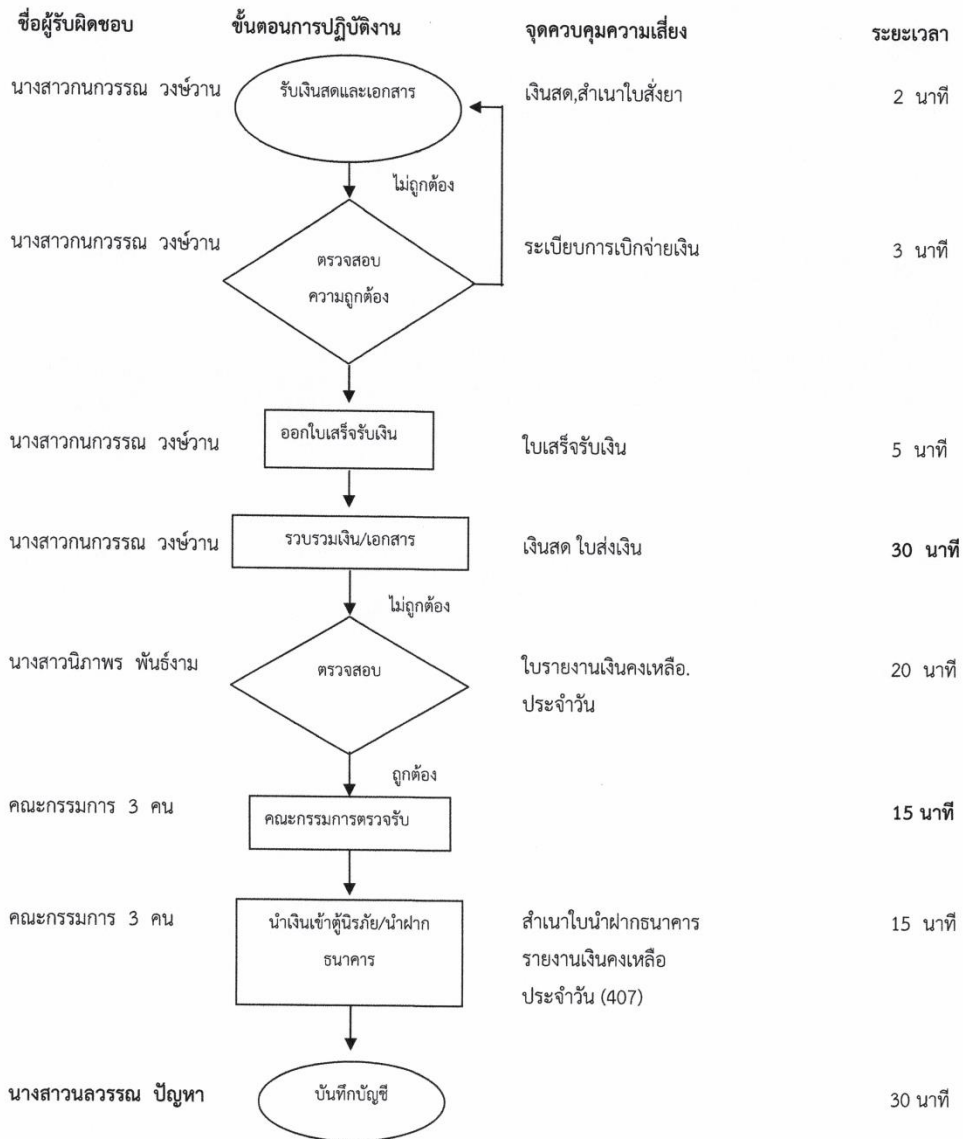 ชื่อผู้รับผิดชอบ ขั้นตอนการปฏิบัติงาน จุดควบคุมความเสี่ยง ระยะเวลา
นางสาวกนกวรรณ วงษ์วาน รับเงินสดและเอกสาร เงินสด,สำเนาใบสั่งยา 2 นาที
ไม่ถูกต้อง
นางสาวกนกวรรณ วงษ์วาน ตรวจสอบ ระเบียบการเบิกจ่ายเงิน 3 นาที
ความถูกต้อง
นางสาวกนกวรรณ วงษ์วาน ออกใบเสร็จรับเงิน ใบเสร็จรับเงิน 5 นาที
นางสาวกนกวรรณ วงษ์วาน รวบรวมเงิน/เอกสาร เงินสด ใบส่งเงิน 30 นาที
ไม่ถูกต้อง
นางสาวนิภาพร พันธ์งาม ตรวจสอบ ใบรายงานเงินคงเหลือ. 20 นาที
ประจำวัน
ถูกต้อง
คณะกรรมการ 3 คน คณะกรรมการตรวจรับ 15 นาที
คณะกรรมการ 3 คน นำเงินเข้าตู้นิรภัย/นำฝาก สำเนาใบนำฝากธนาคาร 15 นาที
ธนาคาร รายงานเงินคงเหลือ
ประจำวัน (407)
นางสาวนลวรรณ ปัญหา บันทึกบัญชี 30 นาที